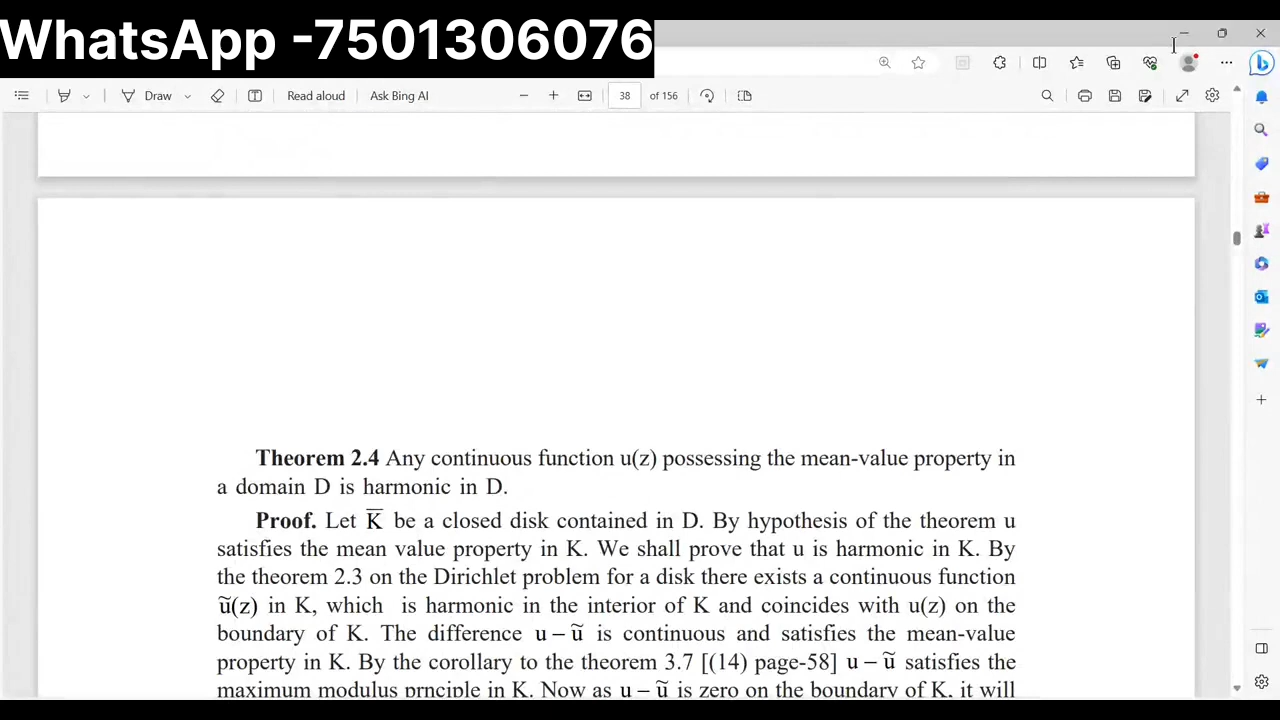 WhatsApp -7501306076
Draw
Read aloud
Ask Bing AI
38
of 156
Theorem 2.4 Any continuous function u(z) possessing the mean-value property in
a domain D is harmonic in D.
Proof. Let K̅ be a closed disk contained in D. By hypothesis of the theorem u
satisfies the mean value property in K. We shall prove that u is harmonic in K. By
the theorem 2.3 on the Dirichlet problem for a disk there exists a continuous function
ũ(z) in K, which is harmonic in the interior of K and coincides with u(z) on the
boundary of K. The difference u – ũ is continuous and satisfies the mean-value
property in K. By the corollary to the theorem 3.7 [(14) page-58] u – ũ satisfies the
maximum modulus prnciple in K. Now as u – ũ is zero on the boundary of K, it will